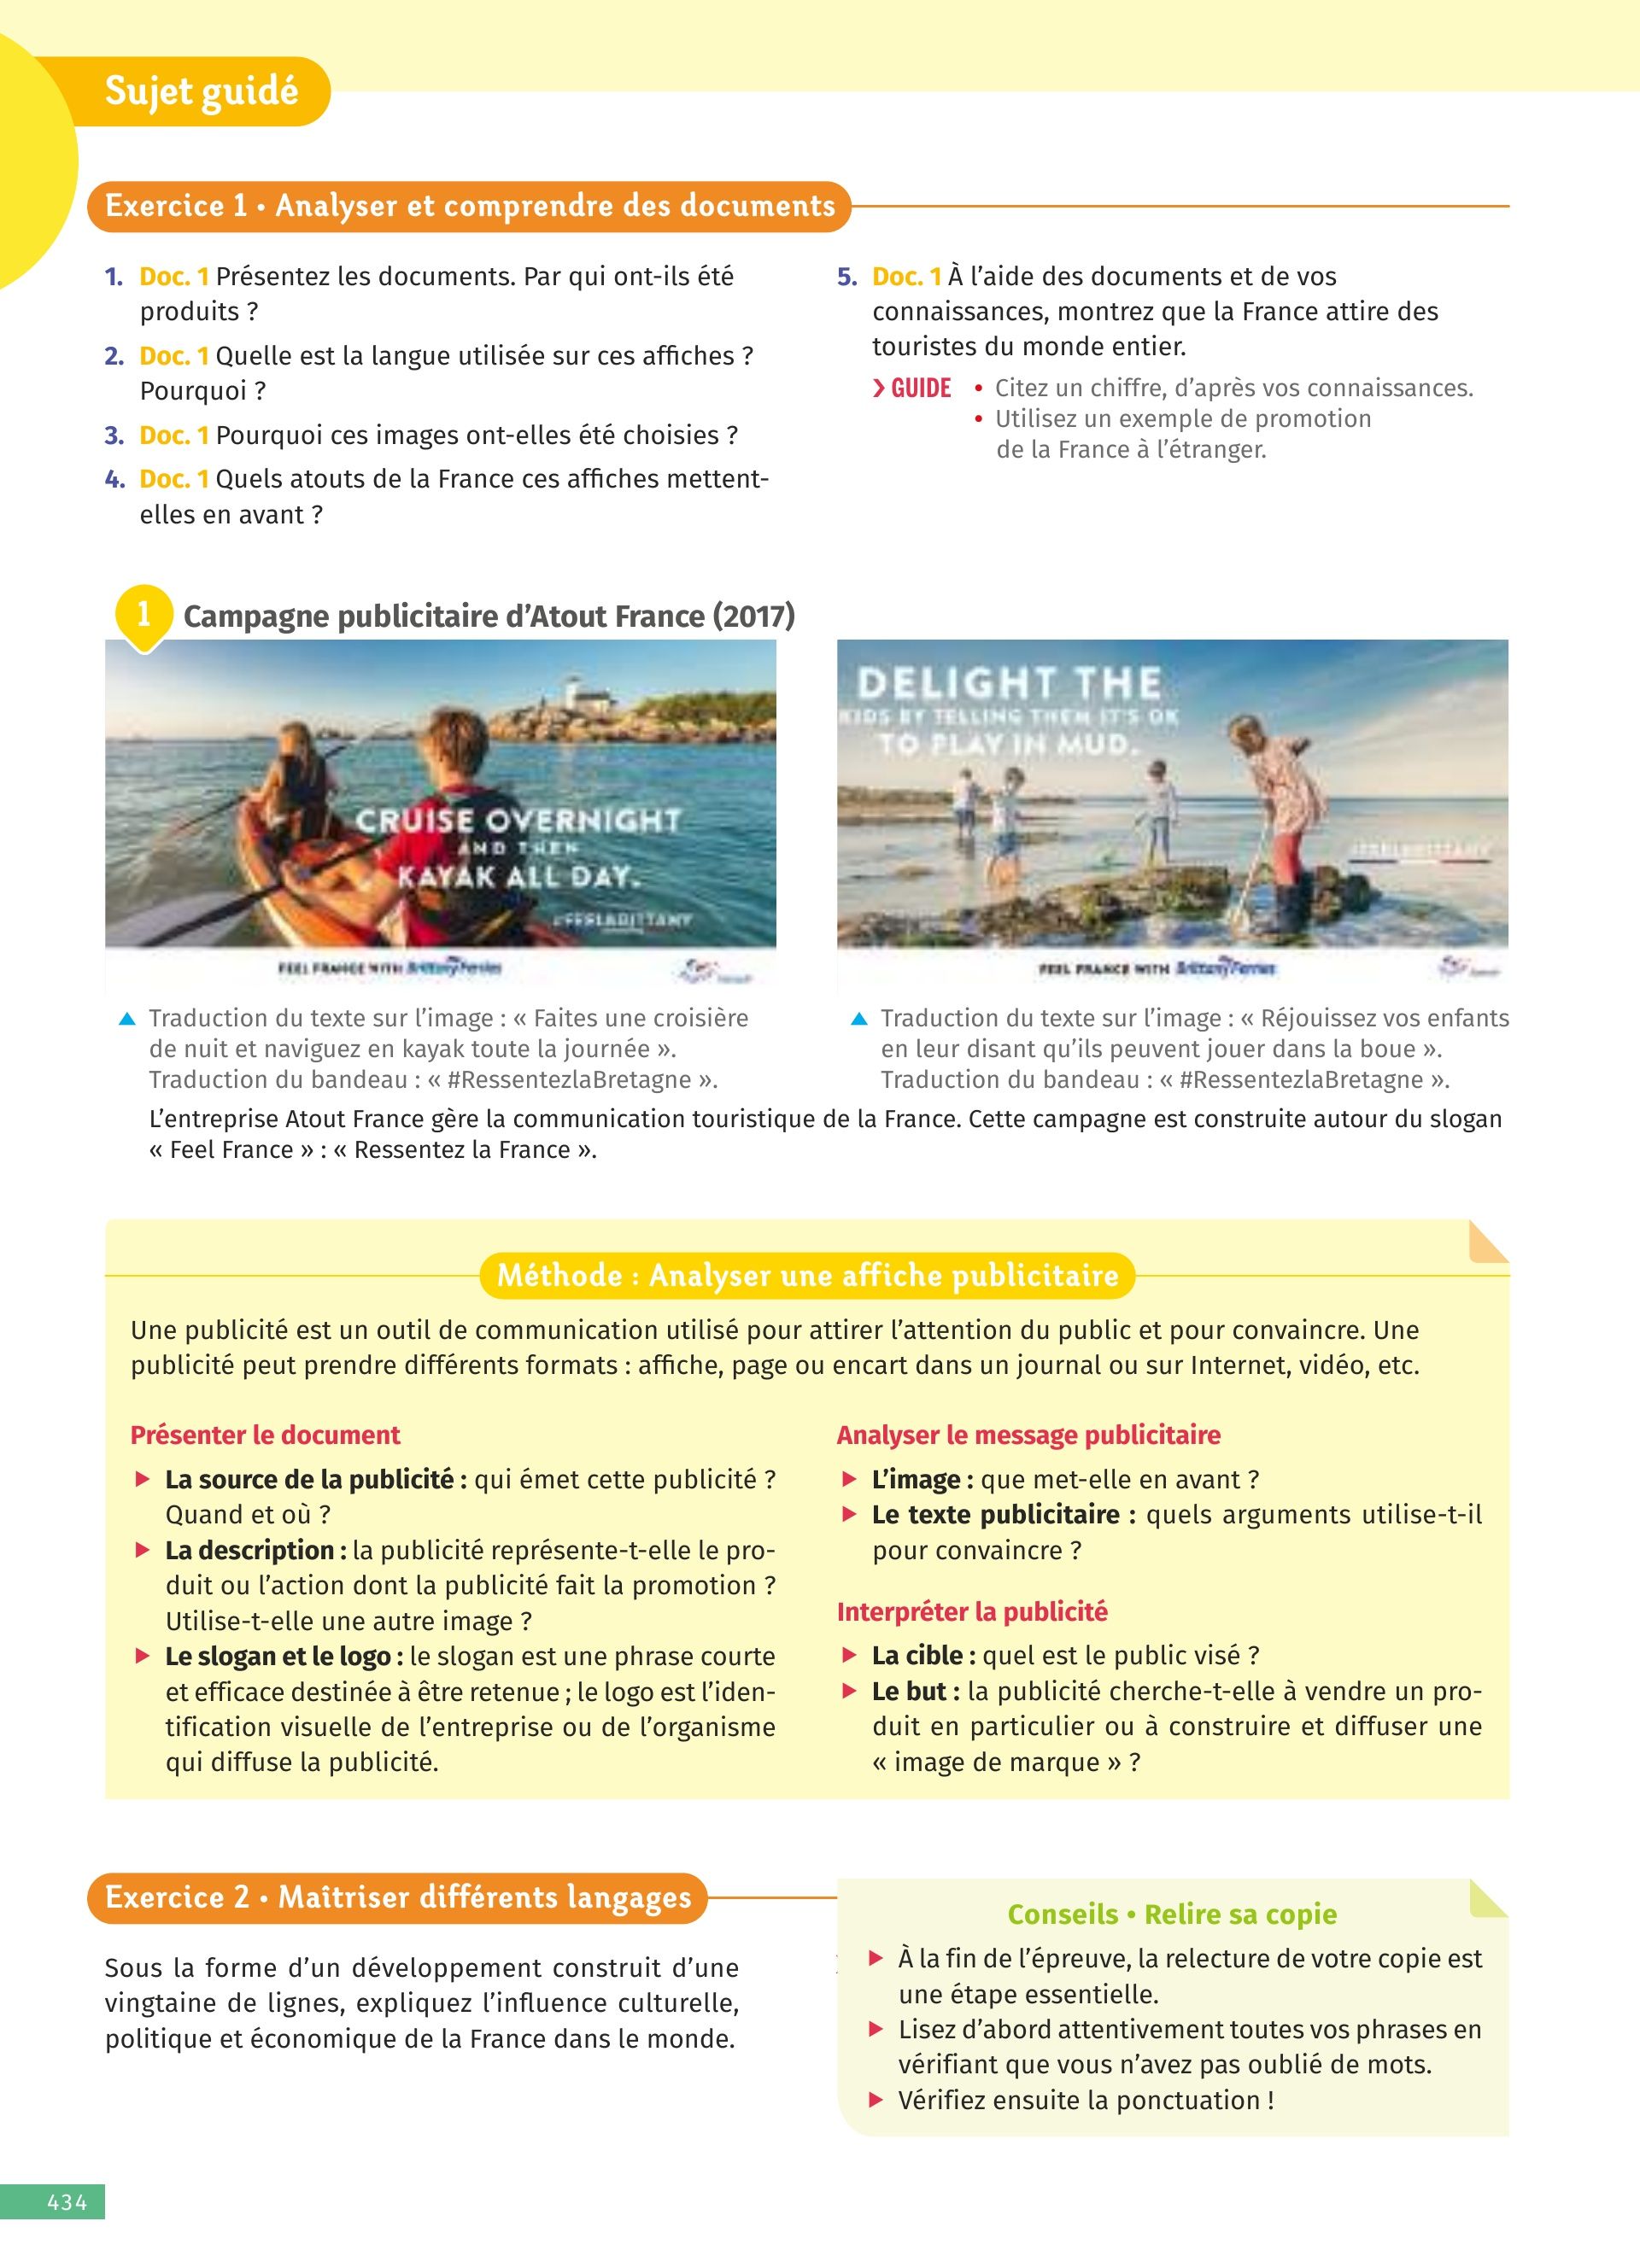 Sujet guidé
Exercice 1 • Analyser et comprendre des documents
1. Doc. 1 Présentez les documents. Par qui ont-ils été
produits ?
2. Doc. 1 Quelle est la langue utilisée sur ces affiches ?
Pourquoi ?
3. Doc. 1 Pourquoi ces images ont-elles été choisies ?
4. Doc. 1 Quels atouts de la France ces affiches mettent-
elles en avant ?
5. Doc. 1 À l’aide des documents et de vos
connaissances, montrez que la France attire des
touristes du monde entier.
GUIDE • Citez un chiffre, d’après vos connaissances.
• Utilisez un exemple de promotion
de la France à l’étranger.
1 Campagne publicitaire d’Atout France (2017)
CRUISE OVERNIGHT
AND THEN
KAYAK ALL DAY.
#FEELBRITTANY
FEEL FRANCE WITH Brittany Ferries
Traduction du texte sur l’image : « Faites une croisière
de nuit et naviguez en kayak toute la journée ».
Traduction du bandeau : « #RessentezlaBretagne ».
DELIGHT THE
KIDS BY TELLING THEM IT'S OK
TO PLAY IN MUD.
#FEELBRITTANY
FEEL FRANCE WITH Brittany Ferries
Traduction du texte sur l’image : « Réjouissez vos enfants
en leur disant qu’ils peuvent jouer dans la boue ».
Traduction du bandeau : « #RessentezlaBretagne ».
L’entreprise Atout France gère la communication touristique de la France. Cette campagne est construite autour du slogan
« Feel France » : « Ressentez la France ».
Méthode : Analyser une affiche publicitaire
Une publicité est un outil de communication utilisé pour attirer l’attention du public et pour convaincre. Une
publicité peut prendre différents formats : affiche, page ou encart dans un journal ou sur Internet, vidéo, etc.
Présenter le document
La source de la publicité : qui émet cette publicité ?
Quand et où ?
La description : la publicité représente-t-elle le pro-
duit ou l’action dont la publicité fait la promotion ?
Utilise-t-elle une autre image ?
Le slogan et le logo : le slogan est une phrase courte
et efficace destinée à être retenue ; le logo est l’iden-
tification visuelle de l’entreprise ou de l’organisme
qui diffuse la publicité.
Analyser le message publicitaire
L’image : que met-elle en avant ?
Le texte publicitaire : quels arguments utilise-t-il
pour convaincre ?
Interpréter la publicité
La cible : quel est le public visé ?
Le but : la publicité cherche-t-elle à vendre un pro-
duit en particulier ou à construire et diffuser une
« image de marque » ?
Exercice 2 • Maîtriser différents langages
Sous la forme d’un développement construit d’une
vingtaine de lignes, expliquez l’influence culturelle,
politique et économique de la France dans le monde.
Conseils • Relire sa copie
À la fin de l’épreuve, la relecture de votre copie est
une étape essentielle.
Lisez d’abord attentivement toutes vos phrases en
vérifiant que vous n’avez pas oublié de mots.
Vérifiez ensuite la ponctuation !
434